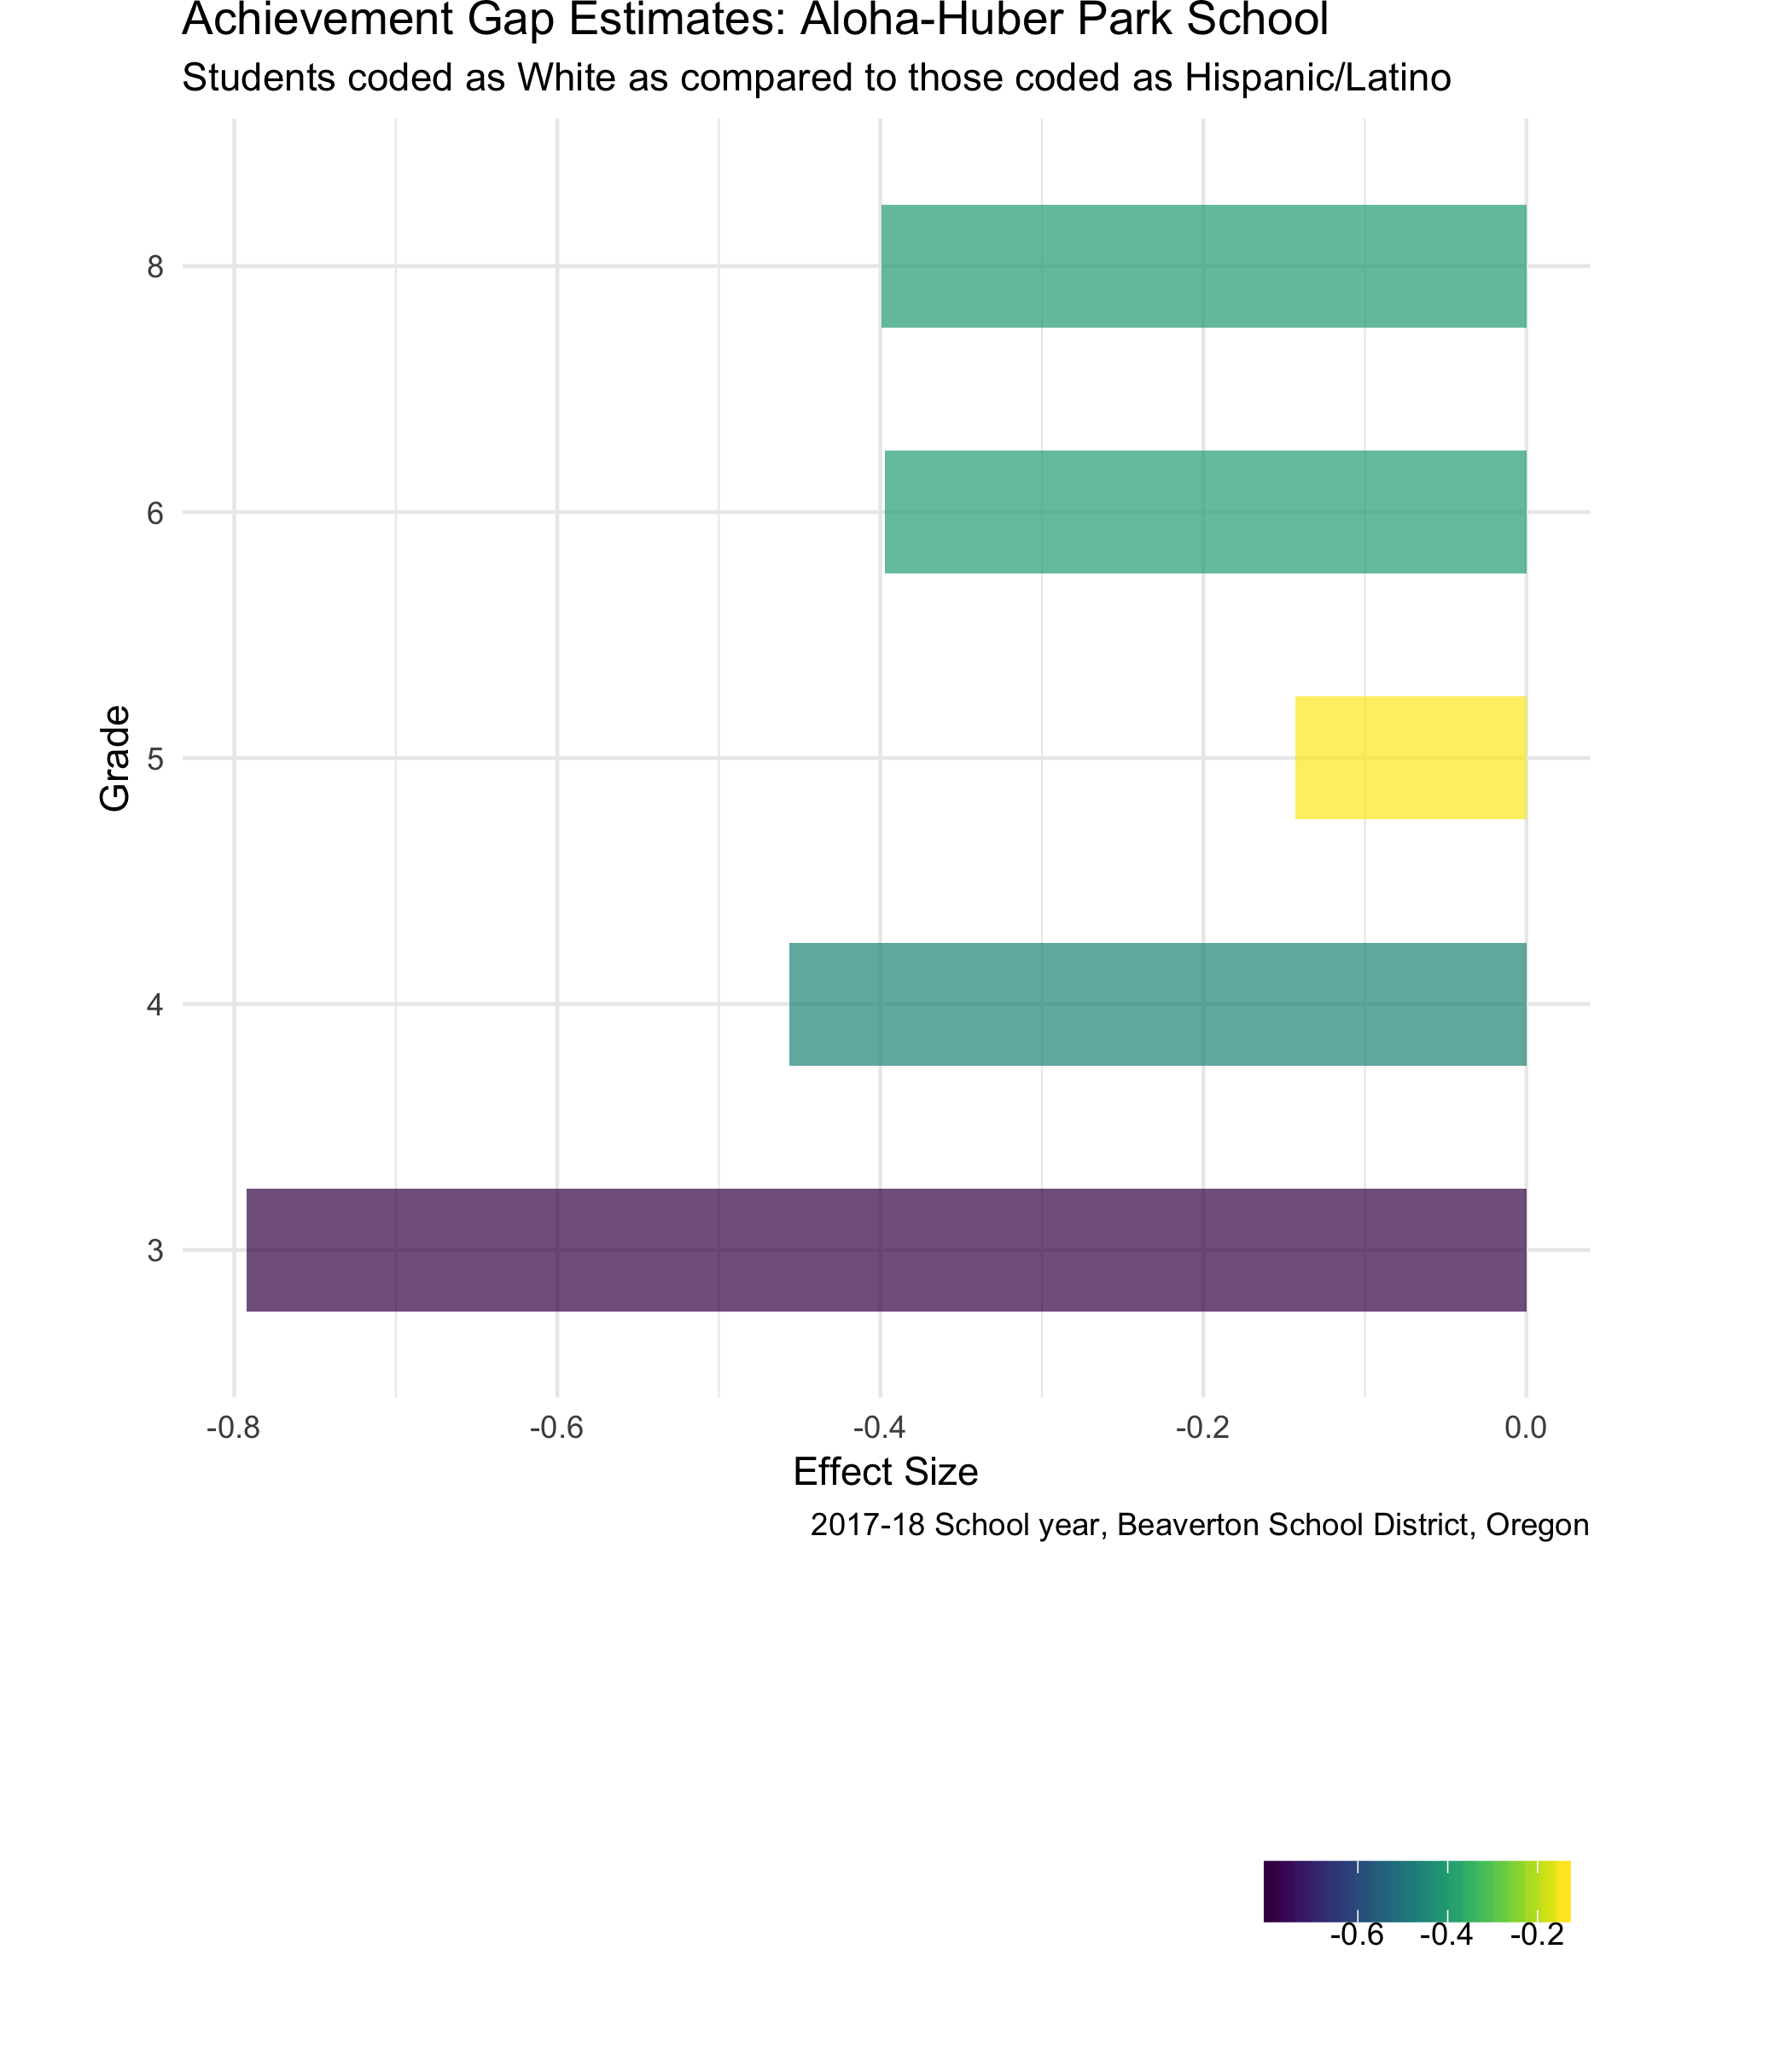 Achievement Gap Estimates: Aloha-Huber Park School
Students coded as White as compared to those coded as Hispanic/Latino
8
6
5
4
3
Grade
-0.8 -0.6 -0.4 -0.2 0.0
Effect Size
2017-18 School year, Beaverton School District, Oregon
-0.6 -0.4 -0.2